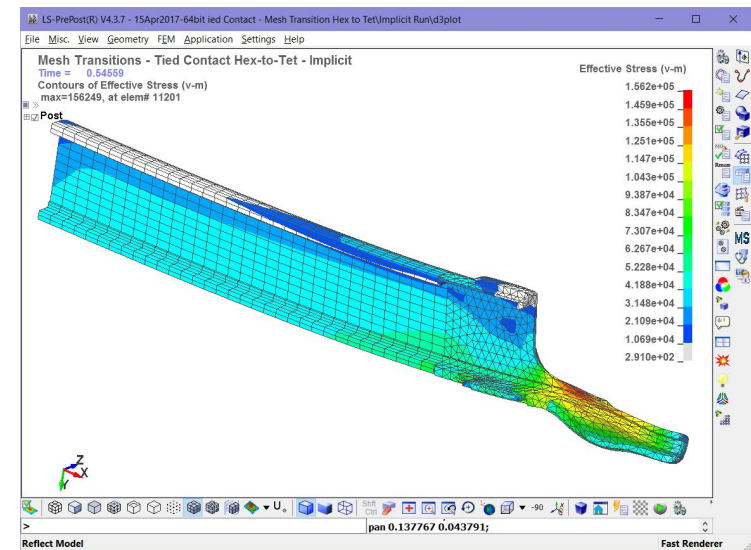 LS-PrePost(R) V4.3.7 - 15Apr2017-64bit ied Contact - Mesh Transition Hex to Tet\Implicit Run\d3plot
File Misc. View Geometry FEM Application Settings Help
Mesh Transitions - Tied Contact Hex-to-Tet - Implicit
Time = 0.54559
Contours of Effective Stress (v-m)
max=156249, at elem# 11201
Post
Effective Stress (v-m)
1.562e+05
1.459e+05
1.355e+05
1.251e+05
1.147e+05
1.043e+05
9.387e+04
8.347e+04
7.307e+04
6.267e+04
5.228e+04
4.188e+04
3.148e+04
2.109e+04
1.069e+04
2.910e+02
Z
X
Y
MS
Shft
Ctrl
-90
>
pan 0.137767 0.043791;
Reflect Model
Fast Renderer